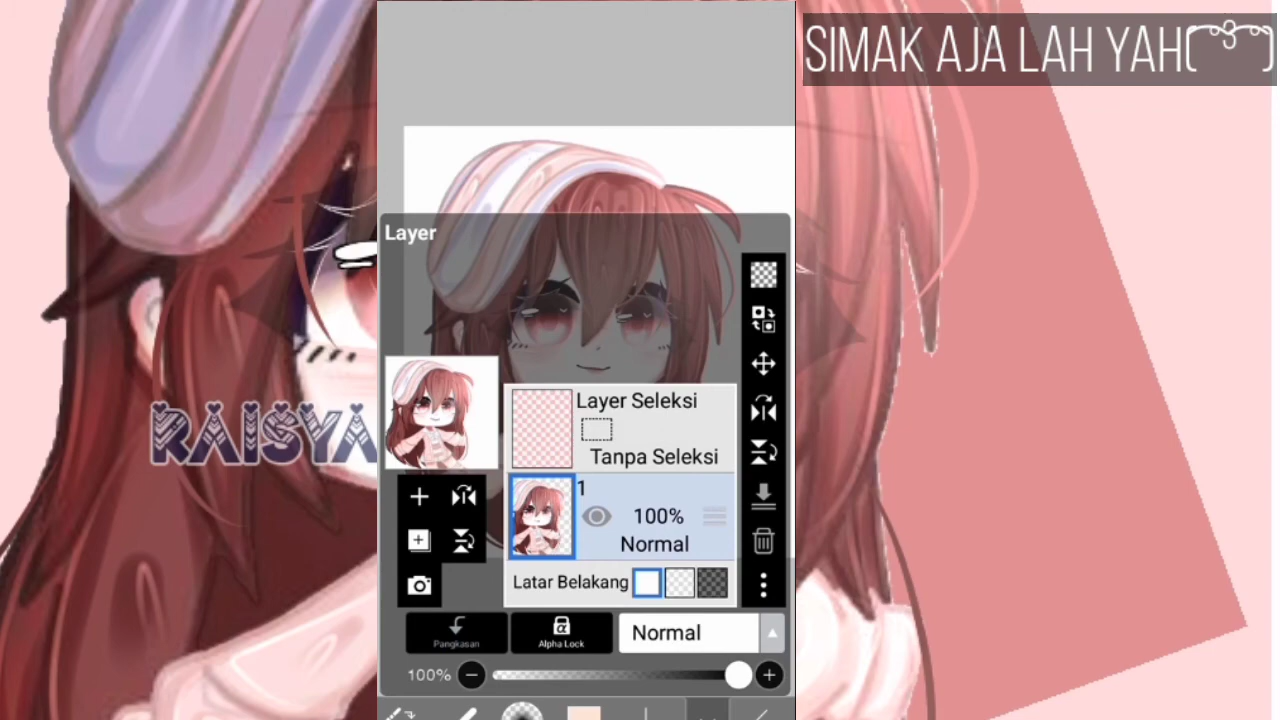 SIMAK AJA LAH YAH
Layer
RAISYA
Layer Seleksi
Tanpa Seleksi
1
100%
Normal
Latar Belakang
Pangkasan
Alpha Lock
Normal
100%